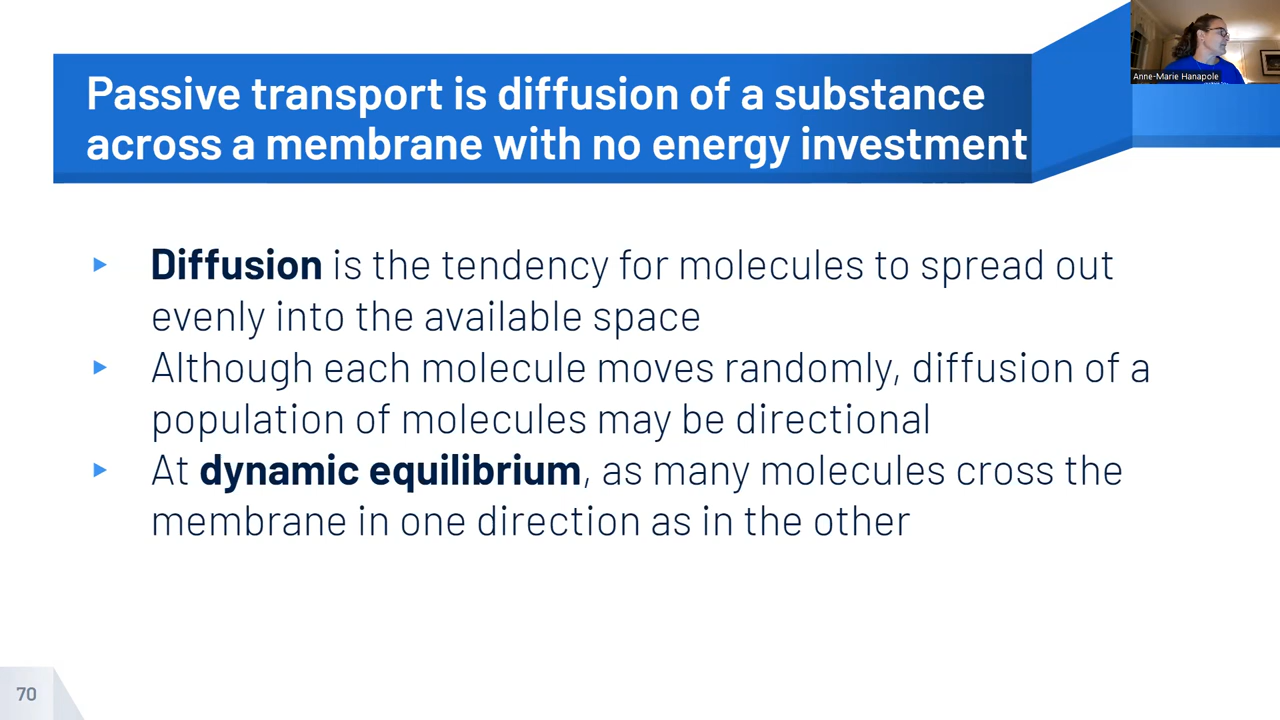 Passive transport is diffusion of a substance
across a membrane with no energy investment
Anne-Marie Hanapole
Diffusion is the tendency for molecules to spread out
evenly into the available space
Although each molecule moves randomly, diffusion of a
population of molecules may be directional
At dynamic equilibrium, as many molecules cross the
membrane in one direction as in the other
70